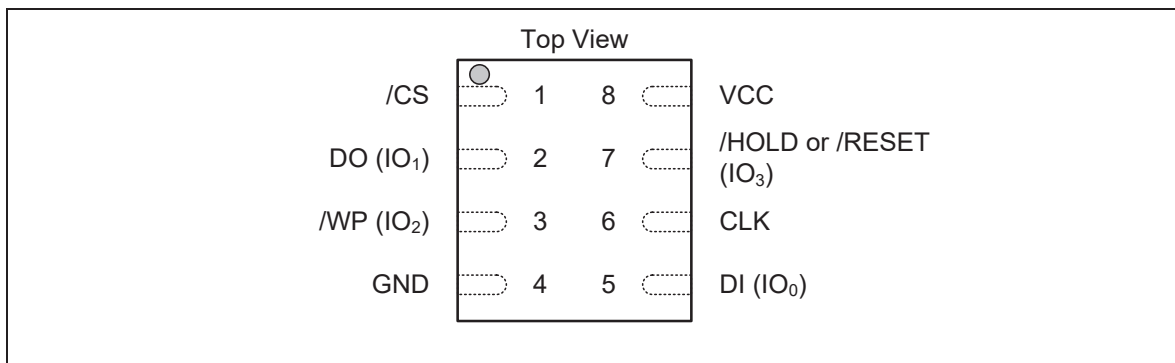 Top View
/CS 1 8 VCC
DO (IO₁) 2 7 /HOLD or /RESET
(IO₃)
/WP (IO₂) 3 6 CLK
GND 4 5 DI (IO₀)